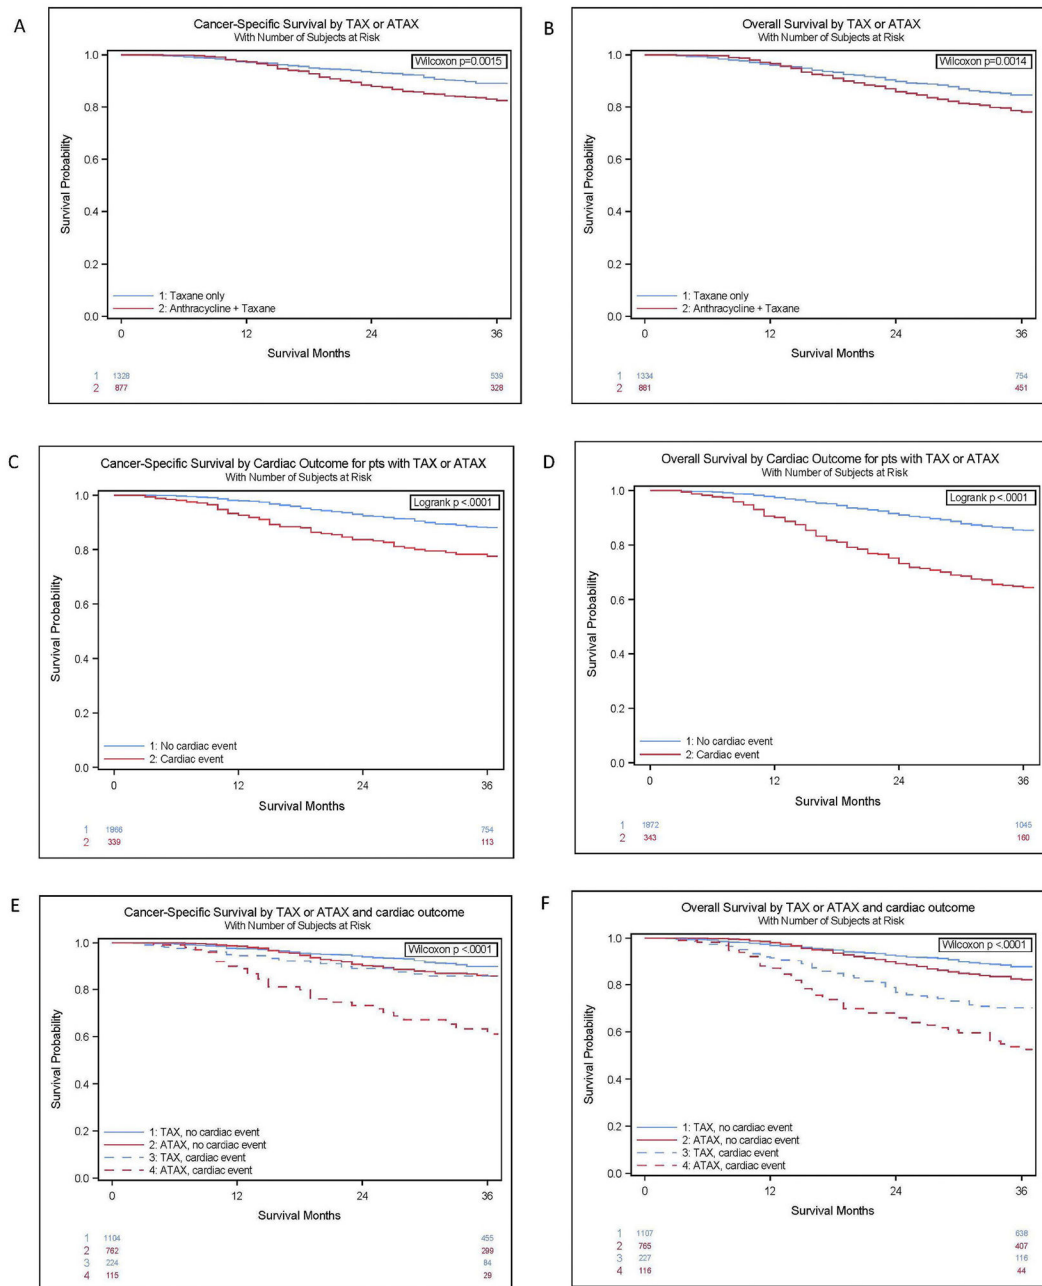 A
Cancer-Specific Survival by TAX or ATAX
With Number of Subjects at Risk
Wilcoxon p=0.0015
Survival Probability
1.0
0.8
0.6
0.4
0.2
0.0
1: Taxane only
2: Anthracycline + Taxane
0 12 24 36
Survival Months
1 1328 539
2 877 328
B
Overall Survival by TAX or ATAX
With Number of Subjects at Risk
Wilcoxon p=0.0014
Survival Probability
1.0
0.8
0.6
0.4
0.2
0.0
1: Taxane only
2: Anthracycline + Taxane
0 12 24 36
Survival Months
1 1334 754
2 881 451
C
Cancer-Specific Survival by Cardiac Outcome for pts with TAX or ATAX
With Number of Subjects at Risk
Logrank p <.0001
Survival Probability
1.0
0.8
0.6
0.4
0.2
0.0
1: No cardiac event
2: Cardiac event
0 12 24 36
Survival Months
1 1866 754
2 339 113
D
Overall Survival by Cardiac Outcome for pts with TAX or ATAX
With Number of Subjects at Risk
Logrank p <.0001
Survival Probability
1.0
0.8
0.6
0.4
0.2
0.0
1: No cardiac event
2: Cardiac event
0 12 24 36
Survival Months
1 1872 1045
2 343 160
E
Cancer-Specific Survival by TAX or ATAX and cardiac outcome
With Number of Subjects at Risk
Wilcoxon p <.0001
Survival Probability
1.0
0.8
0.6
0.4
0.2
0.0
1: TAX, no cardiac event
2: ATAX, no cardiac event
3: TAX, cardiac event
4: ATAX, cardiac event
0 12 24 36
Survival Months
1 1104 455
2 762 299
3 224 84
4 115 29
F
Overall Survival by TAX or ATAX and cardiac outcome
With Number of Subjects at Risk
Wilcoxon p <.0001
Survival Probability
1.0
0.8
0.6
0.4
0.2
0.0
1: TAX, no cardiac event
2: ATAX, no cardiac event
3: TAX, cardiac event
4: ATAX, cardiac event
0 12 24 36
Survival Months
1 1107 638
2 765 407
3 227 116
4 116 44